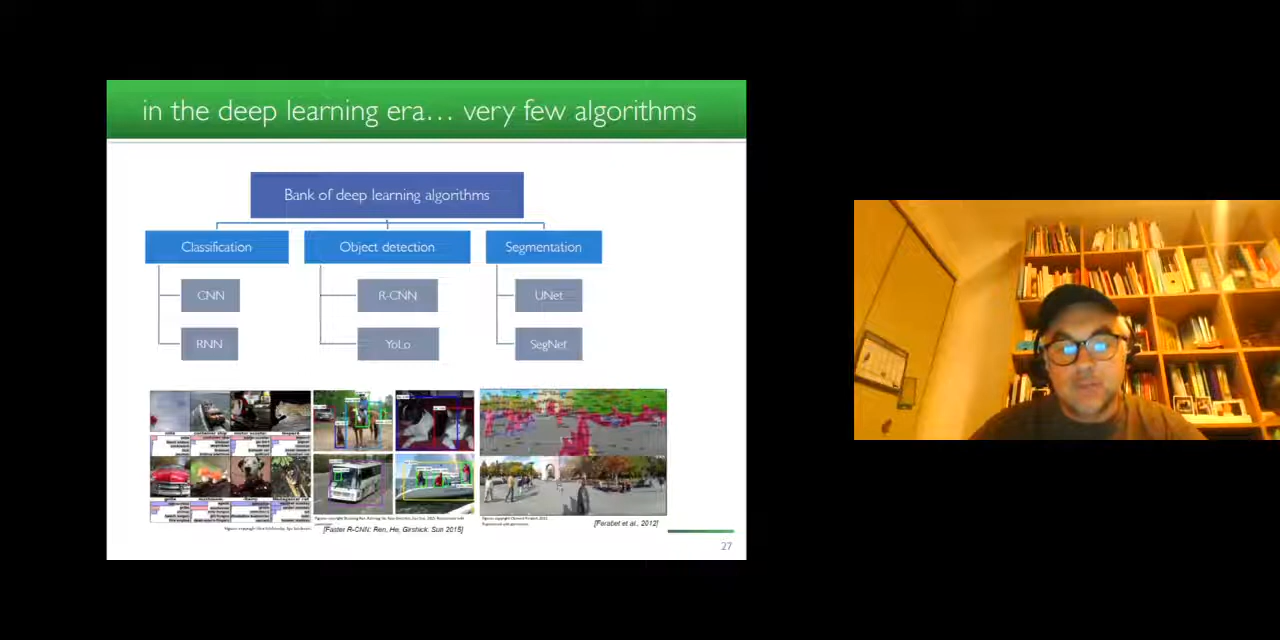 in the deep learning era... very few algorithms
Bank of deep learning algorithms
Classification
Object detection
Segmentation
CNN
R-CNN
UNet
RNN
YoLo
SegNet
[Faster R-CNN: Ren, He, Girshick, Sun 2015]
[Farabet et al., 2012]
27